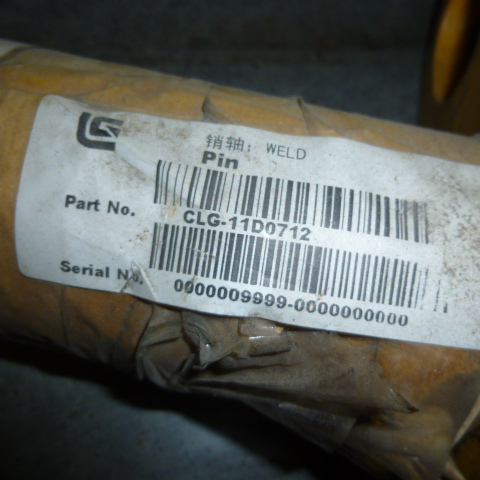 销轴: WELD
Pin
Part No.
CLG-11D0712
Serial No.
0000009999-0000000000